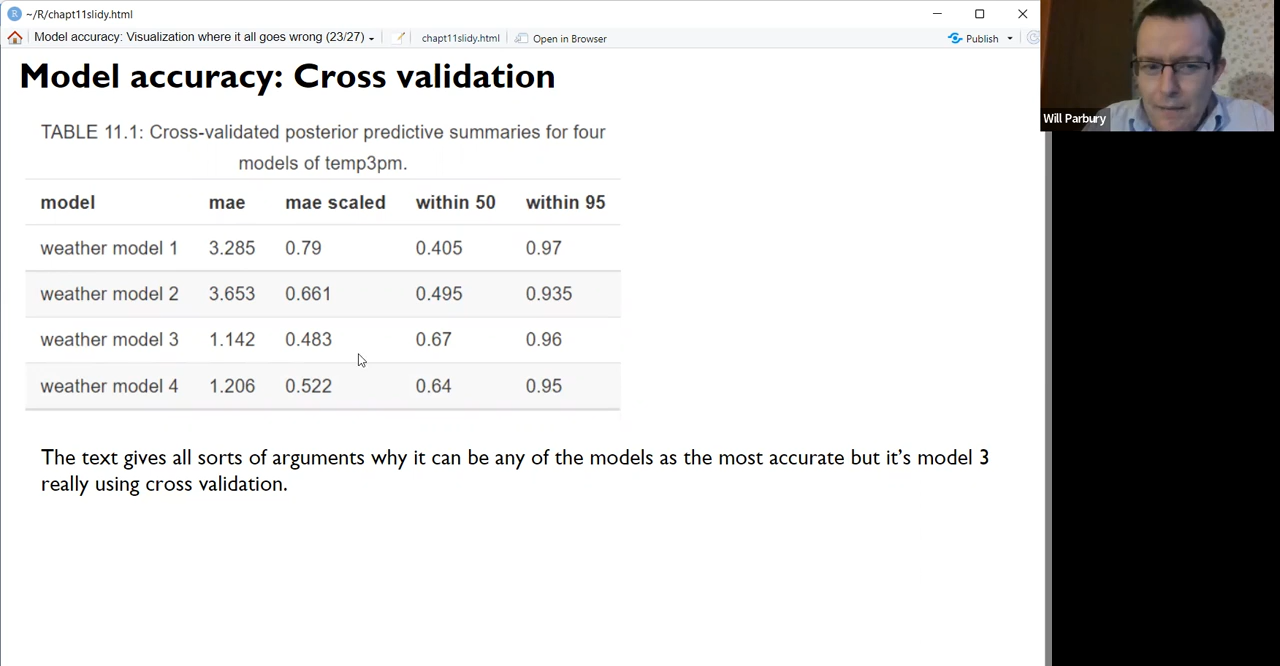 ~/R/chapt11slidy.html
Model accuracy: Visualization where it all goes wrong (23/27) chapt11slidy.html Open in Browser Publish
Model accuracy: Cross validation
TABLE 11.1: Cross-validated posterior predictive summaries for four
models of temp3pm.
model mae mae scaled within 50 within 95
weather model 1 3.285 0.79 0.405 0.97
weather model 2 3.653 0.661 0.495 0.935
weather model 3 1.142 0.483 0.67 0.96
weather model 4 1.206 0.522 0.64 0.95
The text gives all sorts of arguments why it can be any of the models as the most accurate but it's model 3
really using cross validation.
Will Parbury